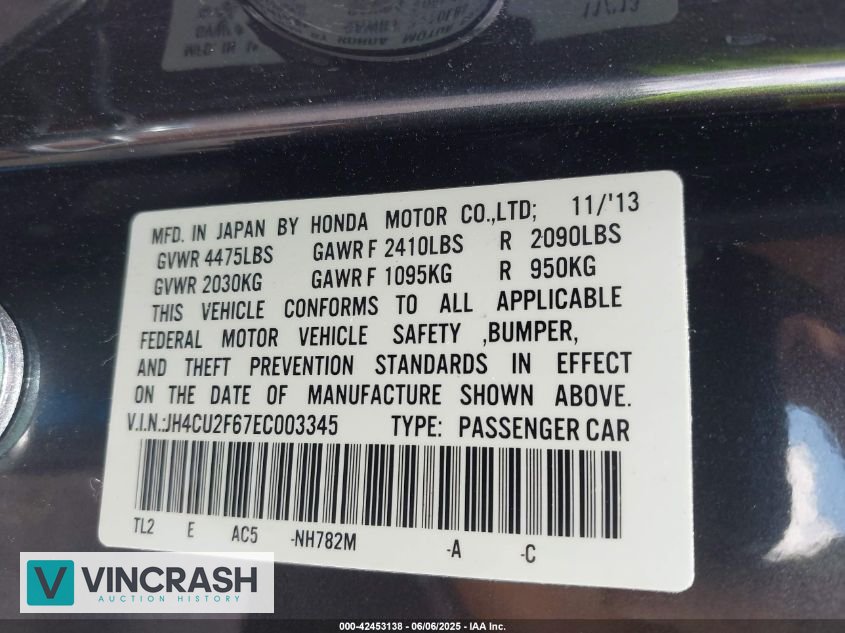 11/'13
HONDA
MFD. IN JAPAN BY HONDA MOTOR CO.,LTD; 11/'13
GVWR 4475LBS GAWR F 2410LBS R 2090LBS
GVWR 2030KG GAWR F 1095KG R 950KG
THIS VEHICLE CONFORMS TO ALL APPLICABLE
FEDERAL MOTOR VEHICLE SAFETY ,BUMPER,
AND THEFT PREVENTION STANDARDS IN EFFECT
ON THE DATE OF MANUFACTURE SHOWN ABOVE.
V.I.N.:JH4CU2F67EC003345 TYPE: PASSENGER CAR
TL2 E AC5 -NH782M -A -C
VINCRASH
AUCTION HISTORY
000-42453138 - 06/06/2025 - IAA Inc.